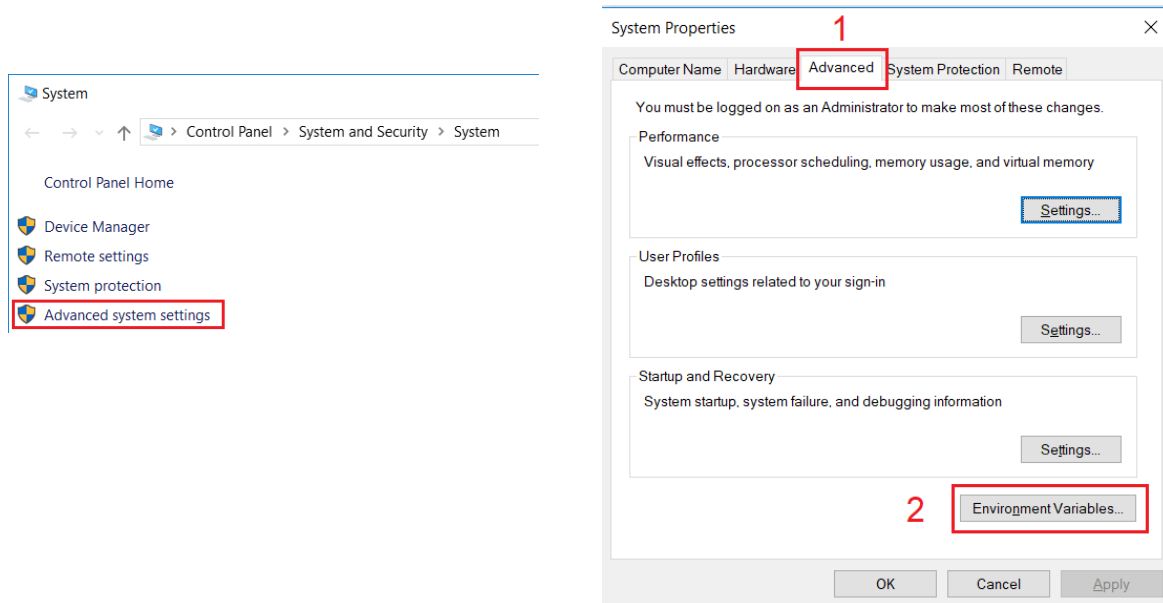 System
Control Panel > System and Security > System
Control Panel Home
Device Manager
Remote settings
System protection
Advanced system settings
System Properties
1
Computer Name Hardware Advanced System Protection Remote
You must be logged on as an Administrator to make most of these changes.
Performance
Visual effects, processor scheduling, memory usage, and virtual memory
Settings...
User Profiles
Desktop settings related to your sign-in
Settings...
Startup and Recovery
System startup, system failure, and debugging information
Settings...
2
Environment Variables...
OK Cancel Apply